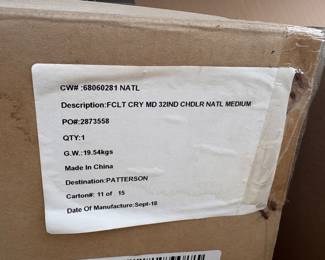 CW# :68060281 NATL
Description:FCLT CRY MD 32IND CHDLR NATL MEDIUM
PO#:2873558
QTY:1
G.W.:19.54kgs
Made In China
Destination:PATTERSON
Carton#: 11 of 15
Date Of Manufacture:Sept-18